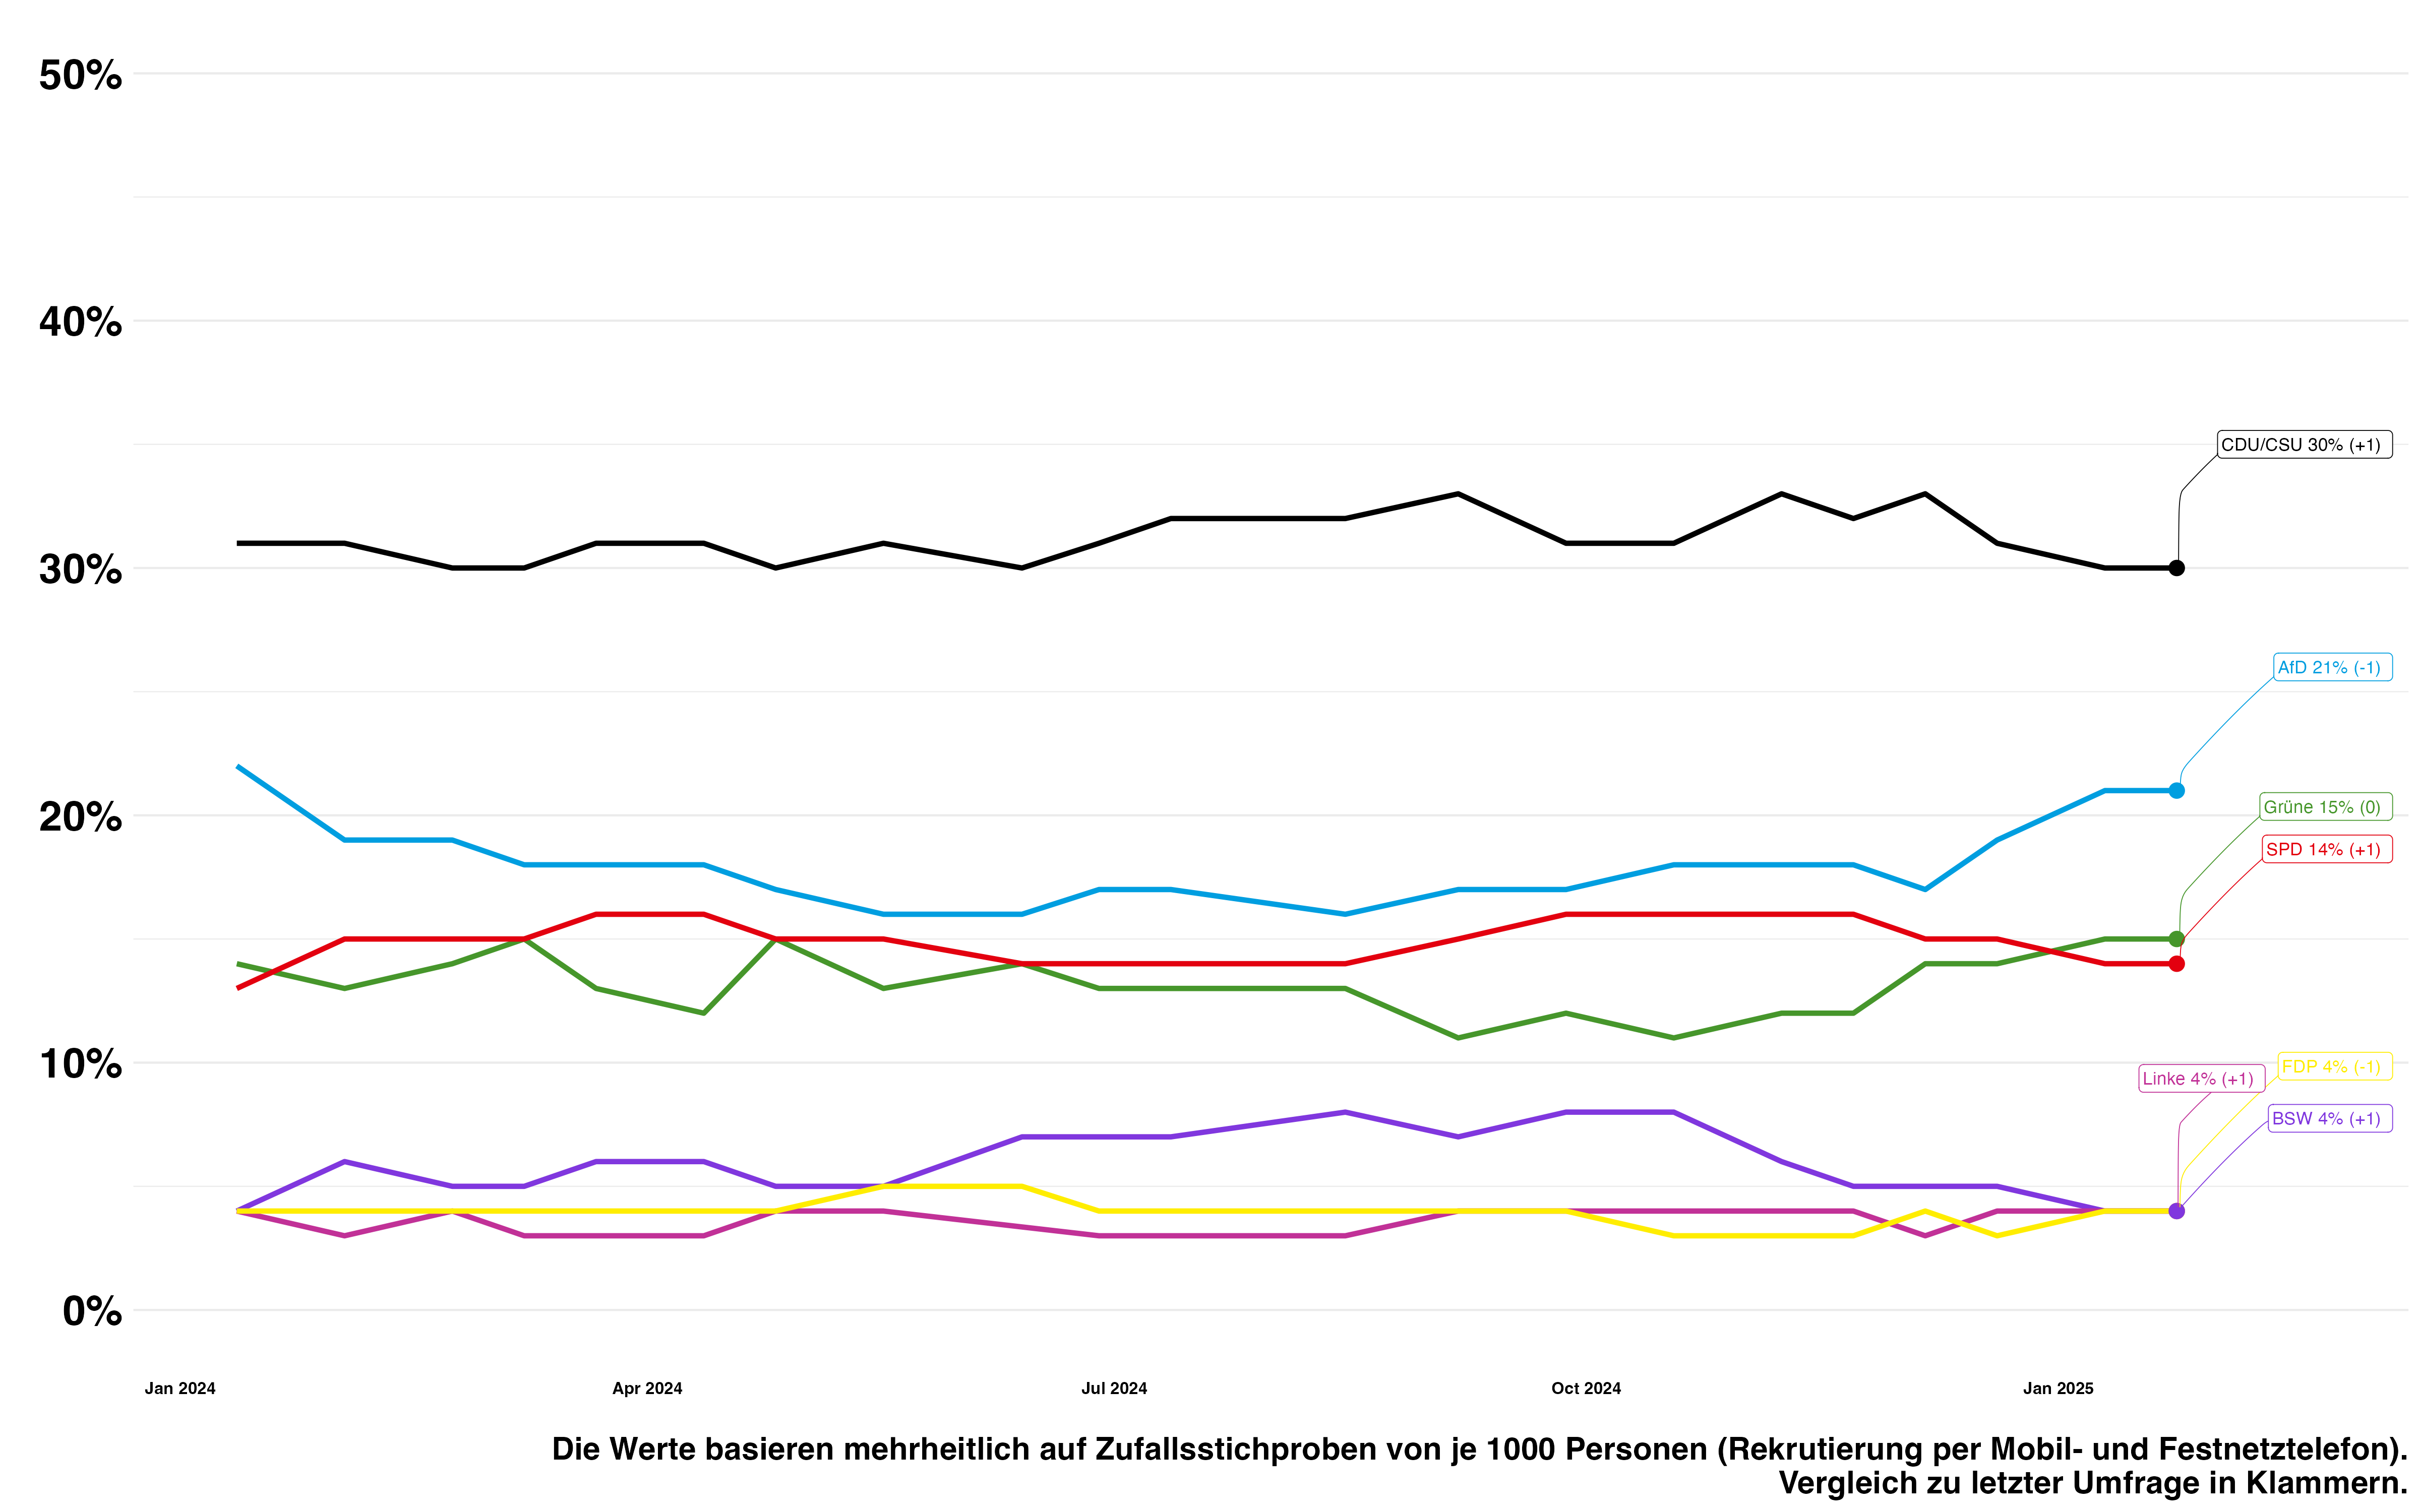 50%
40%
CDU/CSU 30% (+1)
30%
AfD 21% (-1)
Grüne 15% (0)
20%
SPD 14% (+1)
10%
FDP 4% (-1)
Linke 4% (+1)
BSW 4% (+1)
0%
Jan 2024 Apr 2024 Jul 2024 Oct 2024 Jan 2025
Die Werte basieren mehrheitlich auf Zufallsstichproben von je 1000 Personen (Rekrutierung per Mobil- und Festnetztelefon).
Vergleich zu letzter Umfrage in Klammern.